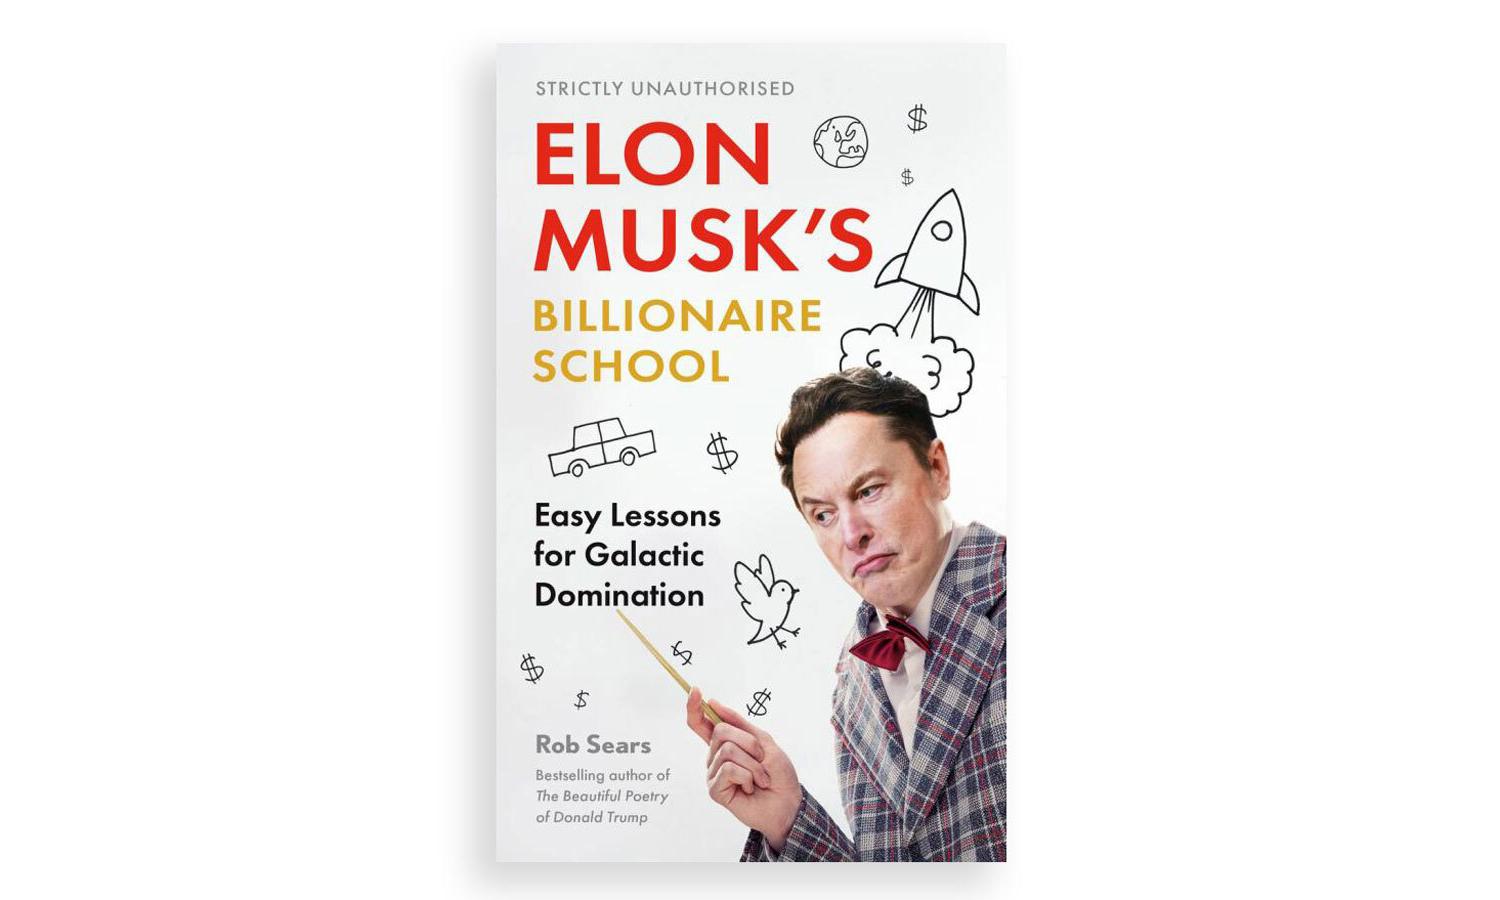 STRICTLY UNAUTHORISED
ELON
MUSK'S
BILLIONAIRE
SCHOOL
Easy Lessons
for Galactic
Domination
Rob Sears
Bestselling author of
The Beautiful Poetry
of Donald Trump